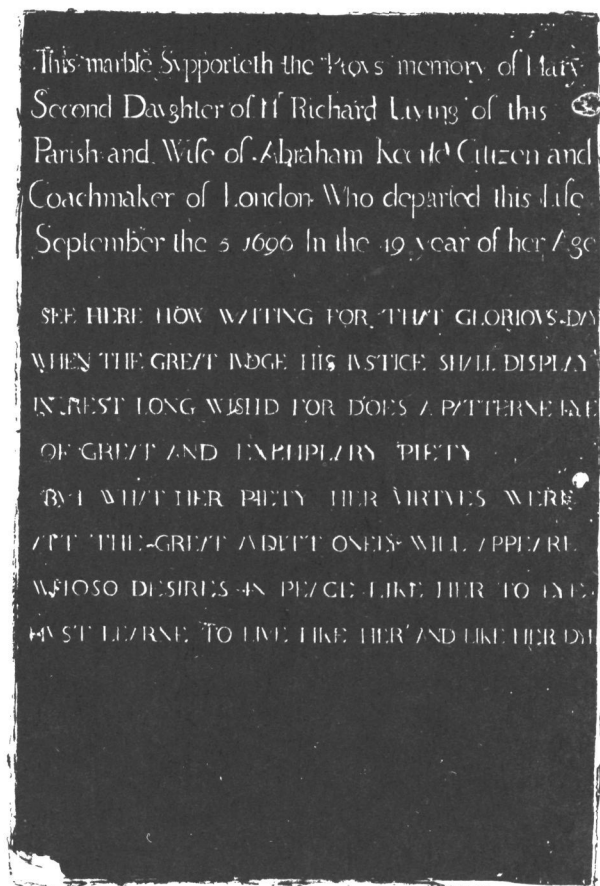 This marble Svpporteth the Piovs memory of Mary
Second Davghter of Mr Richard Living of this
Parish and Wife of Abraham Citizen and
Coachmaker of London Who departed this Life
September the 5 1696 In the 49 year of her Age
SEE HERE HOW WAITING FOR THAT GLORIOVS DAY
WHEN THE GREAT IVDGE HIS IVSTICE SHALL DISPLAY
IN REST LONG WISHD FOR DOES A PATTERNE LYE
OF GREAT AND EXEMPLARY PIETY
BVT WHAT HER PIETY HER VIRTVES WERE
ATT THE GREAT AVDITT ONELY WILL APPEARE
WHOSO DESIRES IN PEACE LIKE HER TO LYE
MVST LEARNE TO LIVE LIKE HER AND LIKE HER DYE